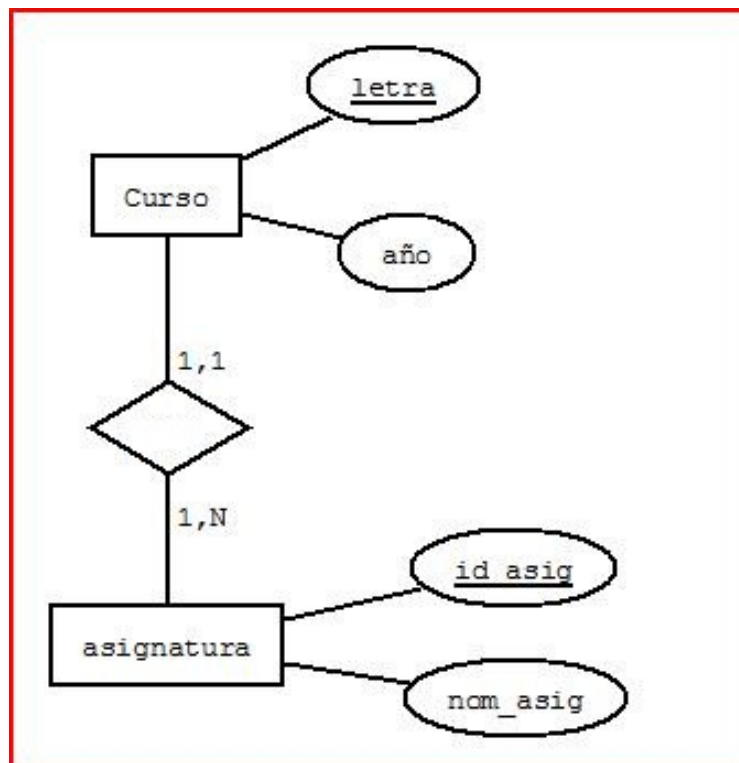 letra
Curso
año
1,1
1,N
id_asig
asignatura
nom_asig